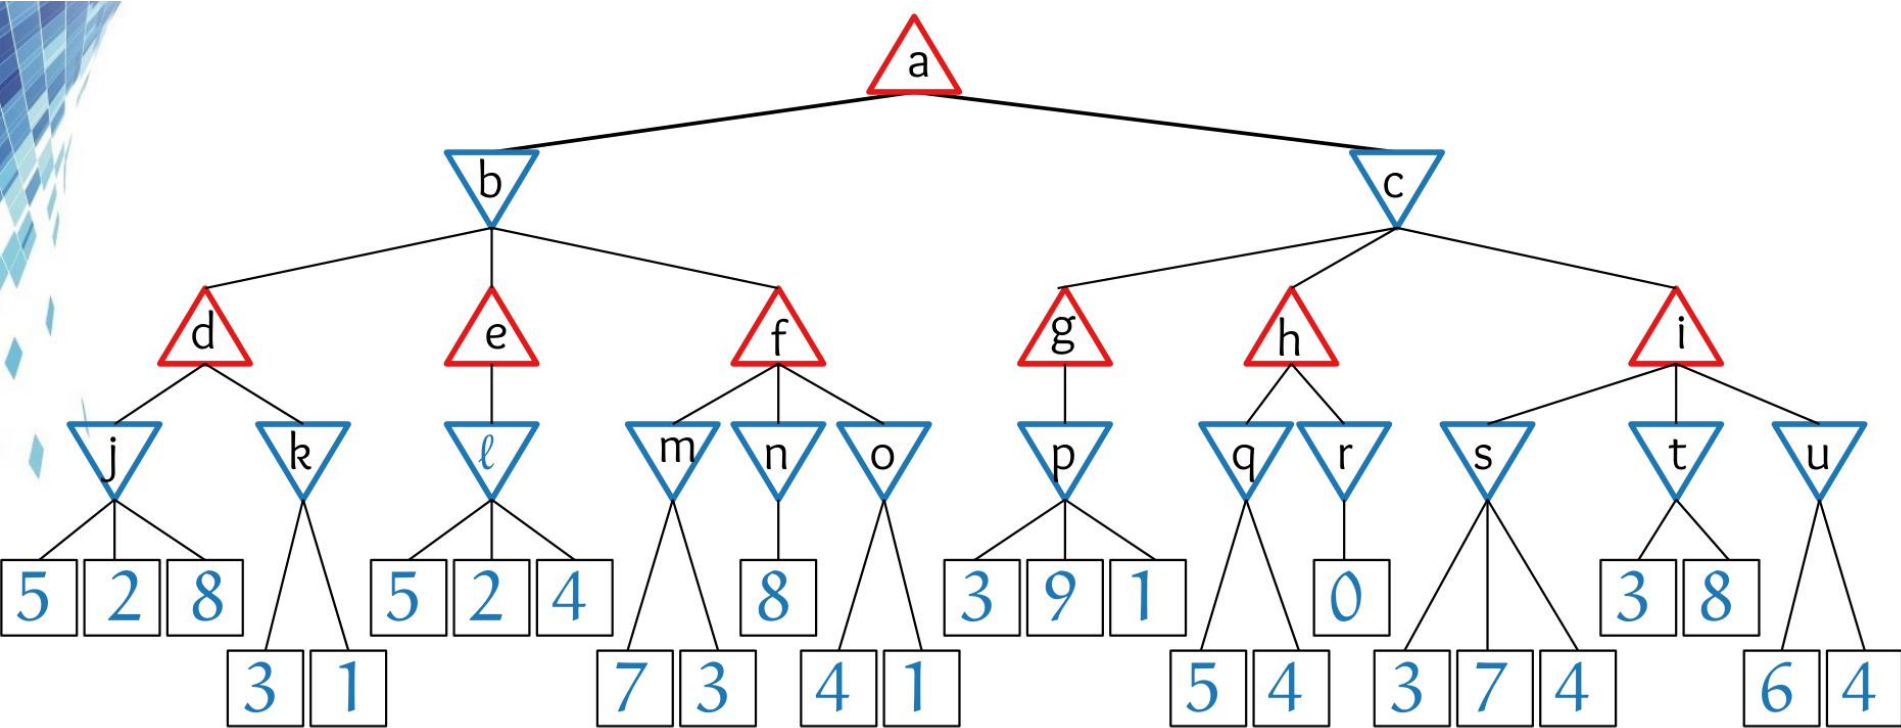 a
b c
d e f g h i
j k ℓ m n o p q r s t u
5 2 8 5 2 4 8 3 9 1 0 3 8
3 1 7 3 4 1 5 4 3 7 4 6 4